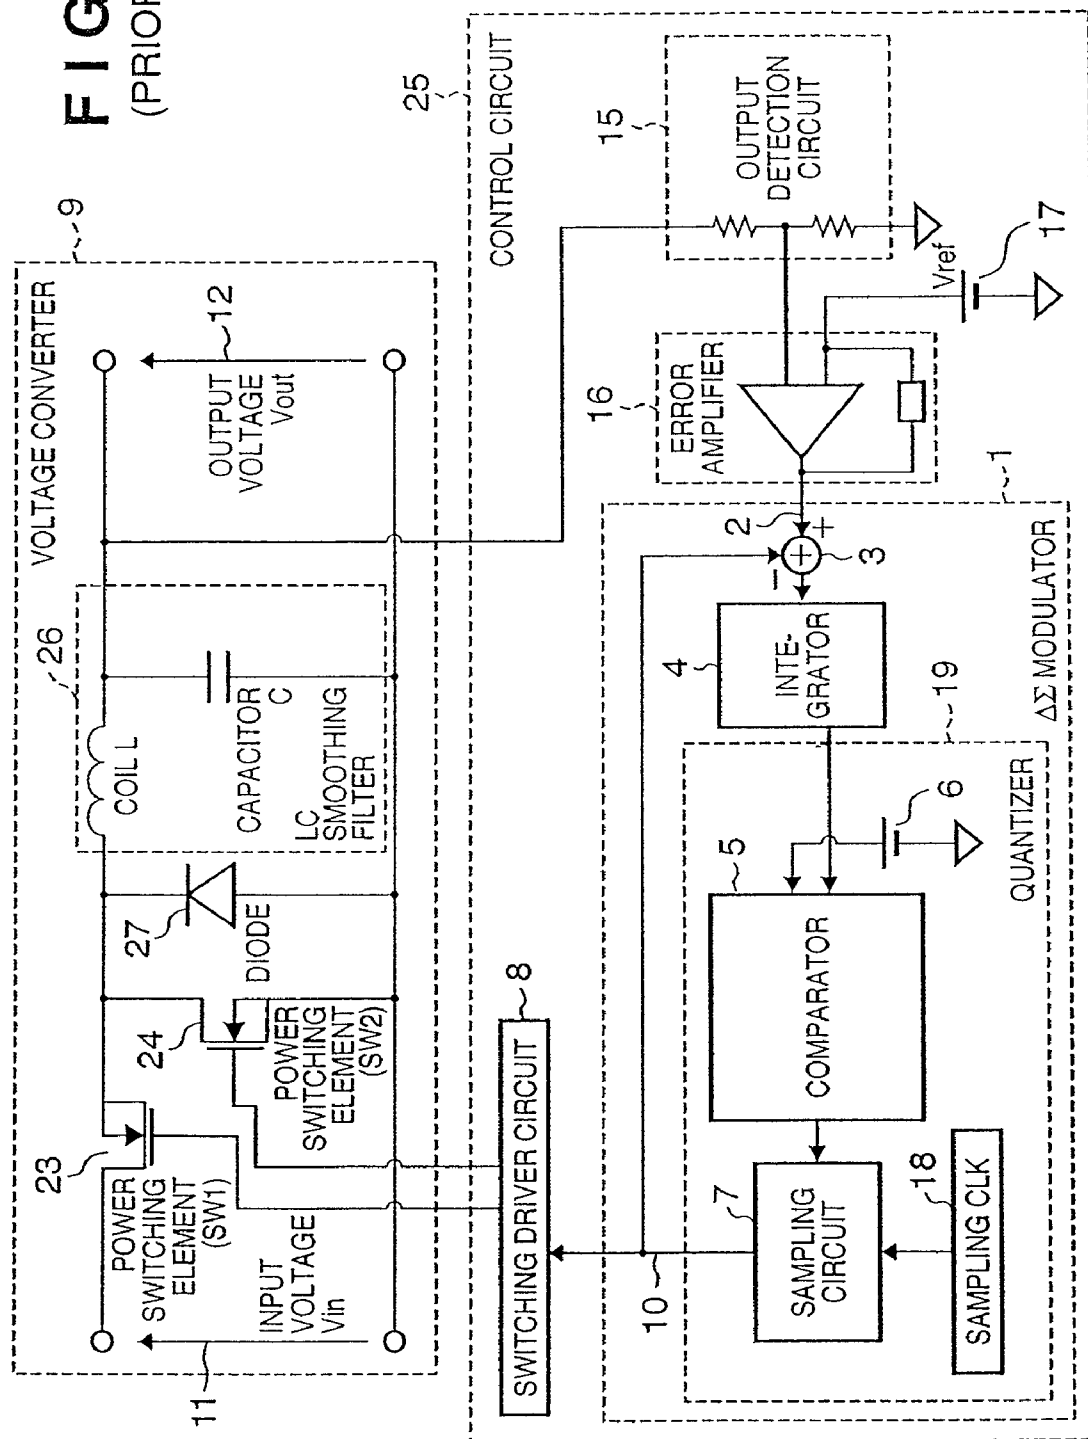 FIG
(PRIOR
VOLTAGE CONVERTER
9
11
INPUT
VOLTAGE
Vin
23
POWER
SWITCHING
ELEMENT
(SW1)
24
POWER
SWITCHING
ELEMENT
(SW2)
27
DIODE
26
COIL L
CAPACITOR
C
LC
SMOOTHING
FILTER
12
OUTPUT
VOLTAGE
Vout
25
CONTROL CIRCUIT
SWITCHING DRIVER CIRCUIT
8
15
OUTPUT
DETECTION
CIRCUIT
16
ERROR
AMPLIFIER
Vref
17
1
ΔΣ MODULATOR
2
+
+
−
3
4
INTE-
GRATOR
19
QUANTIZER
5
COMPARATOR
6
7
SAMPLING
CIRCUIT
10
18
SAMPLING CLK